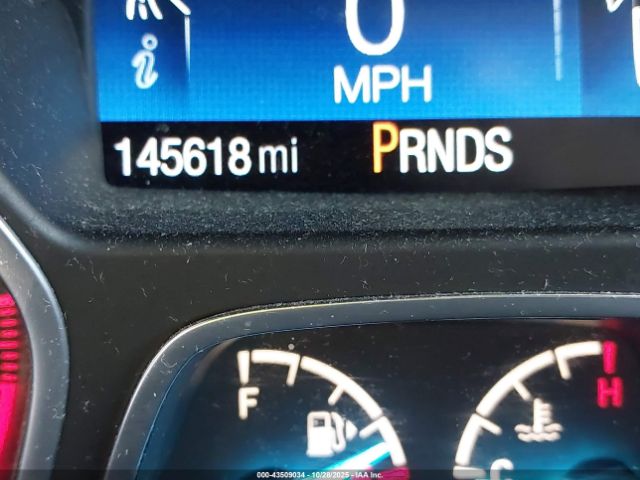 0
MPH
145618 mi PRNDS
F H
C
000-43509034 | 10/28/2025 | IAA Inc.